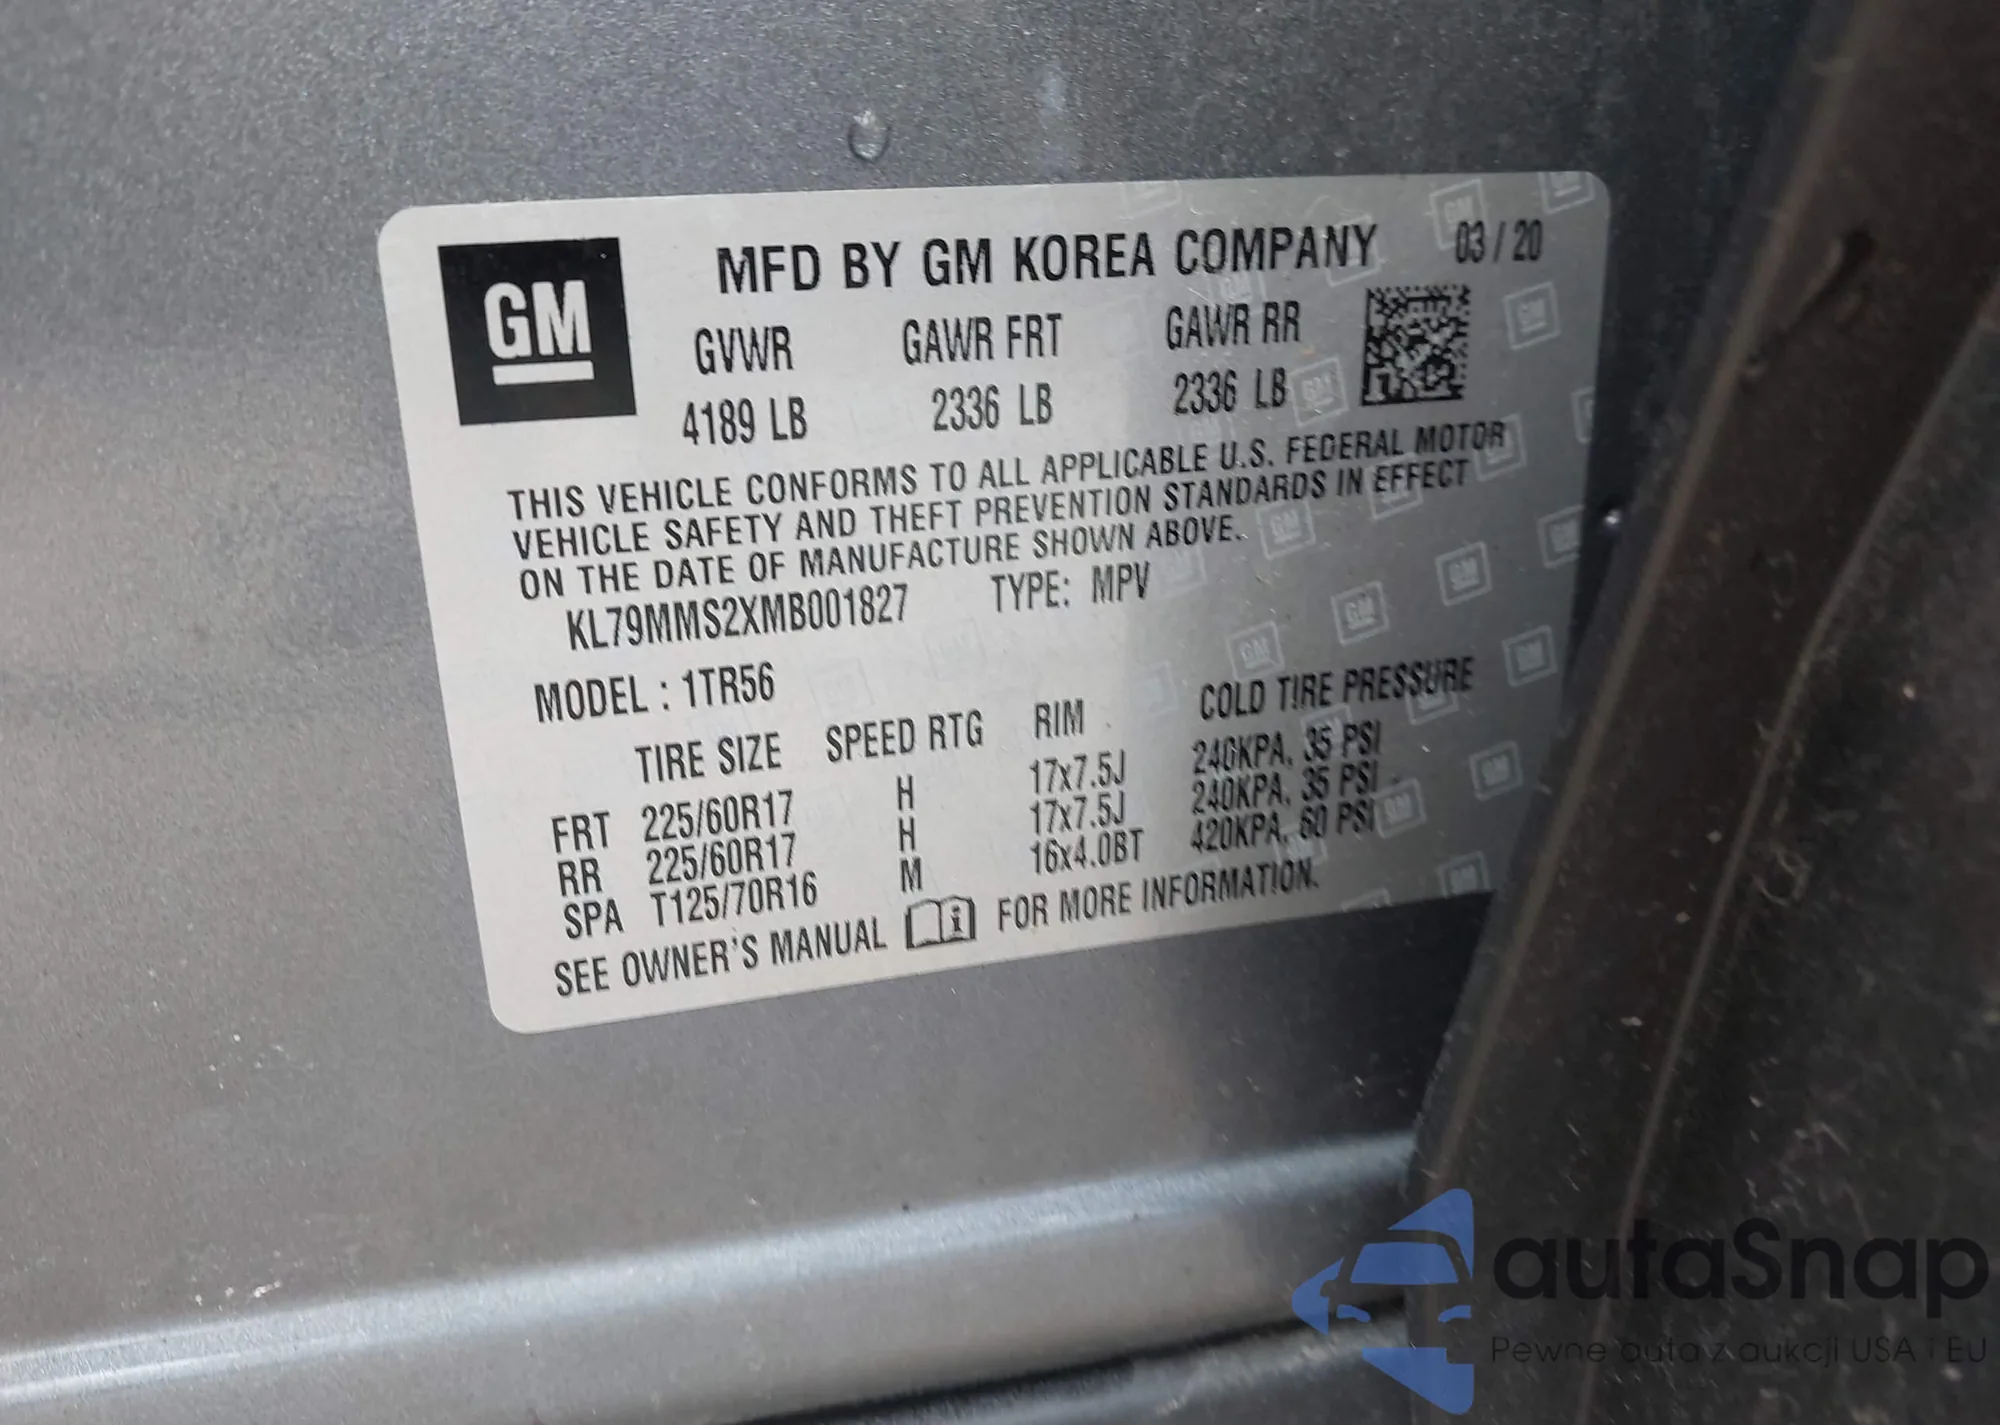 GM
MFD BY GM KOREA COMPANY 03 / 20
GVWR GAWR FRT GAWR RR
4189 LB 2336 LB 2336 LB
THIS VEHICLE CONFORMS TO ALL APPLICABLE U.S. FEDERAL MOTOR
VEHICLE SAFETY AND THEFT PREVENTION STANDARDS IN EFFECT
ON THE DATE OF MANUFACTURE SHOWN ABOVE.
KL79MMS2XMB001827 TYPE: MPV
MODEL : 1TR56
TIRE SIZE SPEED RTG RIM COLD TIRE PRESSURE
FRT 225/60R17 H 17x7.5J 240KPA, 35 PSI
RR 225/60R17 H 17x7.5J 240KPA, 35 PSI
SPA T125/70R16 M 16x4.0BT 420KPA, 60 PSI
SEE OWNER'S MANUAL i FOR MORE INFORMATION.
autaSnap
Pewne auta z aukcji USA i EU